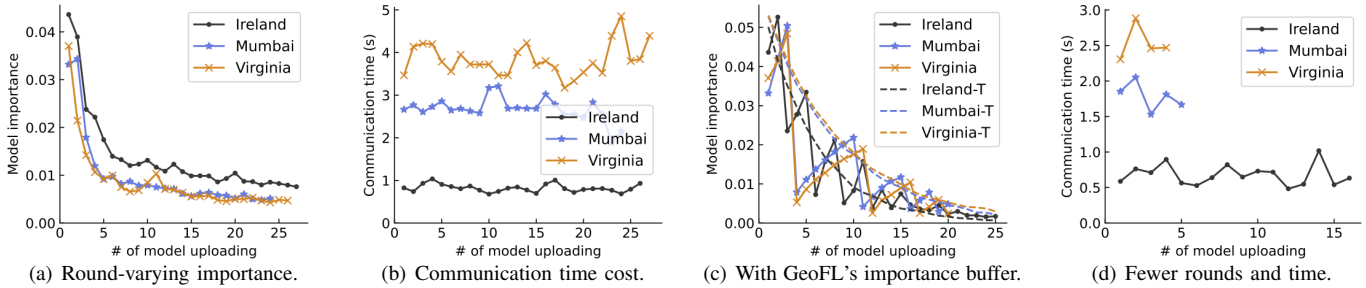 0.04
0.03
0.02
0.01
0.00
Model importance
Ireland
Mumbai
Virginia
0 5 10 15 20 25
# of model uploading
(a) Round-varying importance.
6
5
4
3
2
1
0
Communication time (s)
Ireland
Mumbai
Virginia
0 5 10 15 20 25
# of model uploading
(b) Communication time cost.
0.05
0.04
0.03
0.02
0.01
0.00
Model importance
Ireland
Mumbai
Virginia
Ireland-T
Mumbai-T
Virginia-T
0 5 10 15 20 25
# of model uploading
(c) With GeoFL's importance buffer.
3.0
2.5
2.0
1.5
1.0
0.5
0.0
Communication time (s)
Ireland
Mumbai
Virginia
0 5 10 15
# of model uploading
(d) Fewer rounds and time.